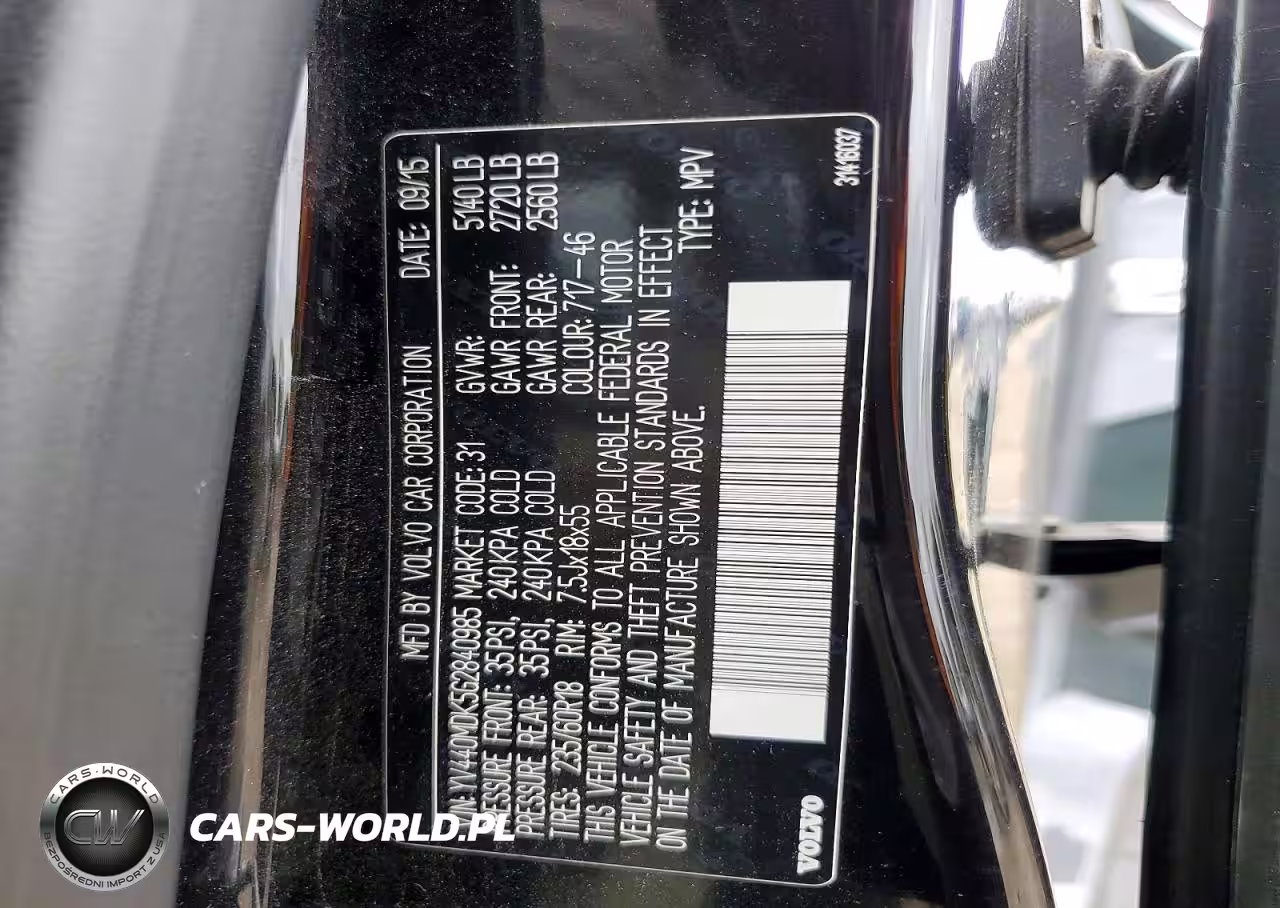 MFD BY VOLVO CAR CORPORATION DATE: 09/15
VIN: YV440MDK5G2840985 MARKET CODE: 31 GVWR: 5140 LB
PRESSURE FRONT: 35PSI, 240KPA COLD GAWR FRONT: 2720 LB
PRESSURE REAR: 35PSI, 240KPA COLD GAWR REAR: 2560 LB
TIRES: 235/60R18 RIM: 7.5Jx18x55 COLOUR: 717-46
THIS VEHICLE CONFORMS TO ALL APPLICABLE FEDERAL MOTOR
VEHICLE SAFETY AND THEFT PREVENTION STANDARDS IN EFFECT
ON THE DATE OF MANUFACTURE SHOWN ABOVE. TYPE: MPV
VOLVO
31416037
CARS-WORLD
CW
BEZPOŚREDNI IMPORT Z USA
CARS-WORLD.PL